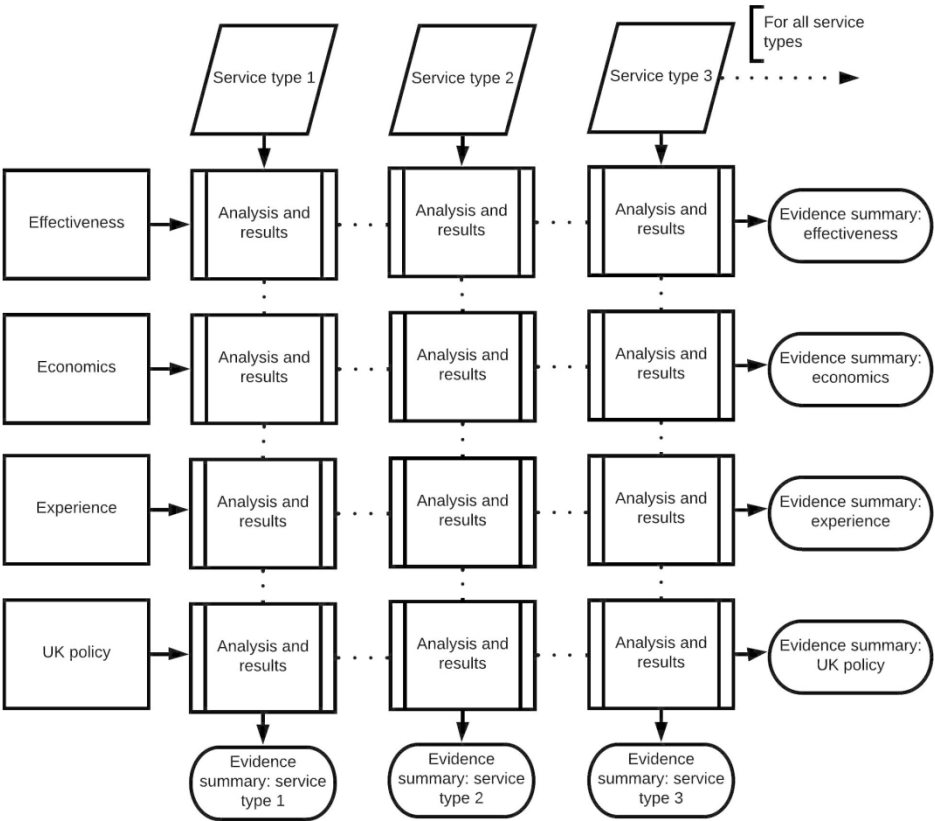 For all service
types
Service type 1
Service type 2
Service type 3
Effectiveness
Analysis and
results
Analysis and
results
Analysis and
results
Evidence summary:
effectiveness
Economics
Analysis and
results
Analysis and
results
Analysis and
results
Evidence summary:
economics
Experience
Analysis and
results
Analysis and
results
Analysis and
results
Evidence summary:
experience
UK policy
Analysis and
results
Analysis and
results
Analysis and
results
Evidence summary:
UK policy
Evidence
summary: service
type 1
Evidence
summary: service
type 2
Evidence
summary: service
type 3